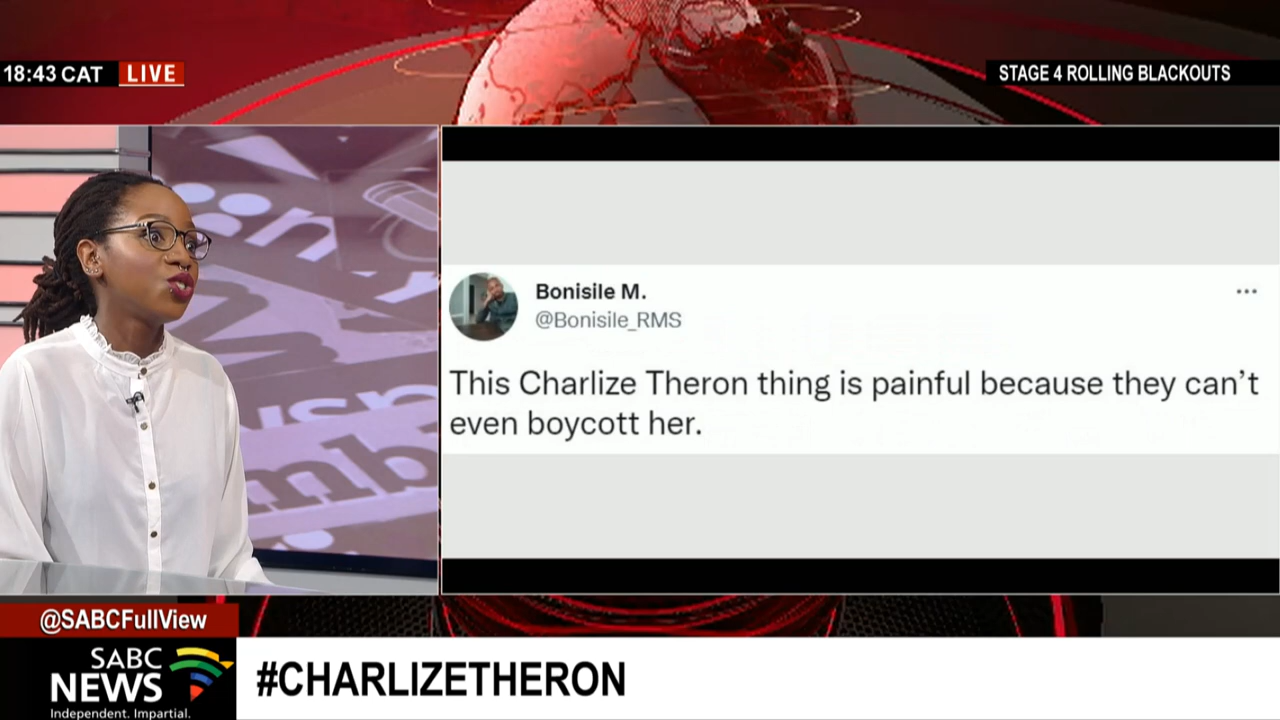 18:43 CAT LIVE
STAGE 4 ROLLING BLACKOUTS
Bonisile M.
@Bonisile_RMS
This Charlize Theron thing is painful because they can’t
even boycott her.
@SABCFullView
SABC
NEWS
Independent. Impartial.
#CHARLIZETHERON